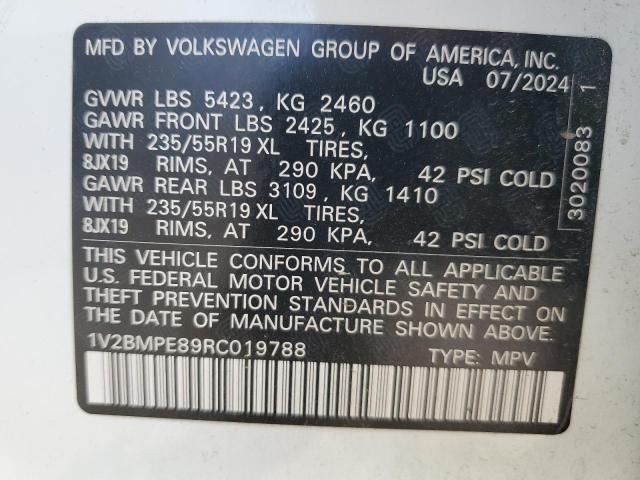 MFD BY VOLKSWAGEN GROUP OF AMERICA, INC.
USA 07/2024
GVWR LBS 5423, KG 2460
GAWR FRONT LBS 2425, KG 1100
WITH 235/55R19 XL TIRES,
8JX19 RIMS, AT 290 KPA, 42 PSI COLD
GAWR REAR LBS 3109, KG 1410
WITH 235/55R19 XL TIRES,
8JX19 RIMS, AT 290 KPA, 42 PSI COLD
THIS VEHICLE CONFORMS TO ALL APPLICABLE
U.S. FEDERAL MOTOR VEHICLE SAFETY AND
THEFT PREVENTION STANDARDS IN EFFECT ON
THE DATE OF MANUFACTURE SHOWN ABOVE.
1V2BMPE89RC019788 TYPE: MPV
3020083 1